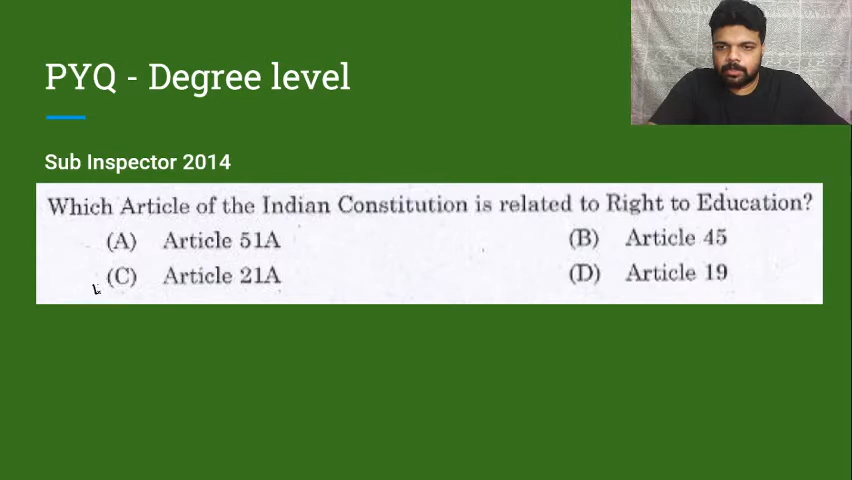 PYQ - Degree level
Sub Inspector 2014
Which Article of the Indian Constitution is related to Right to Education?
(A) Article 51A (B) Article 45
(C) Article 21A (D) Article 19